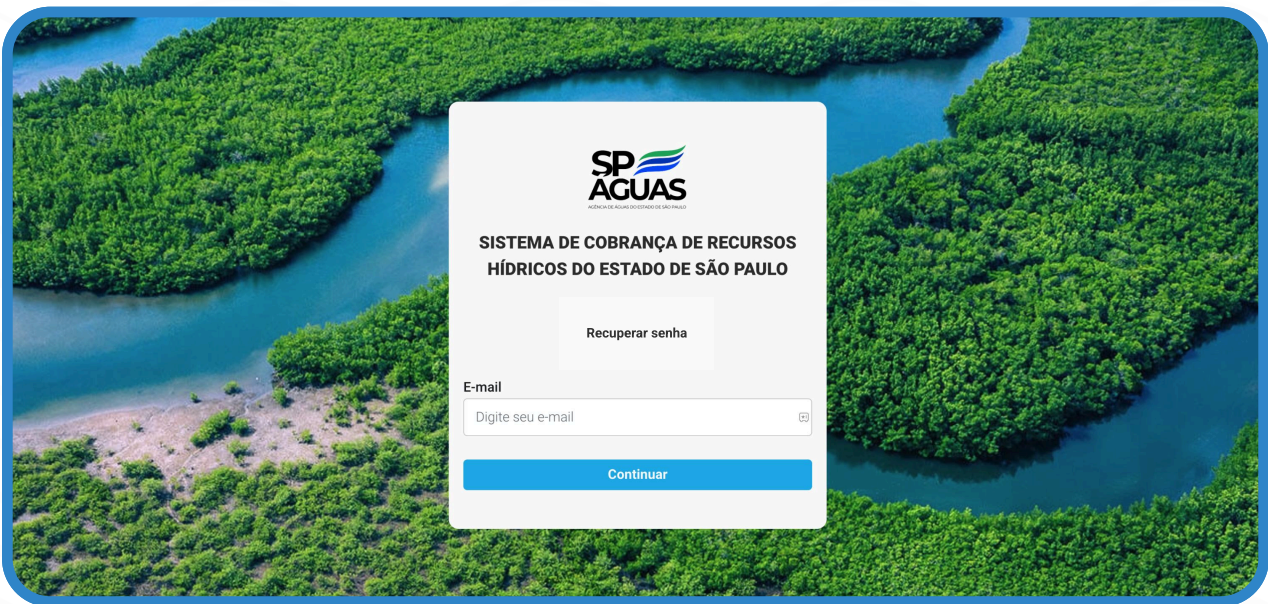 SP
ÁGUAS
AGÊNCIA DE ÁGUAS DO ESTADO DE SÃO PAULO
SISTEMA DE COBRANÇA DE RECURSOS
HÍDRICOS DO ESTADO DE SÃO PAULO
Recuperar senha
E-mail
Digite seu e-mail
Continuar